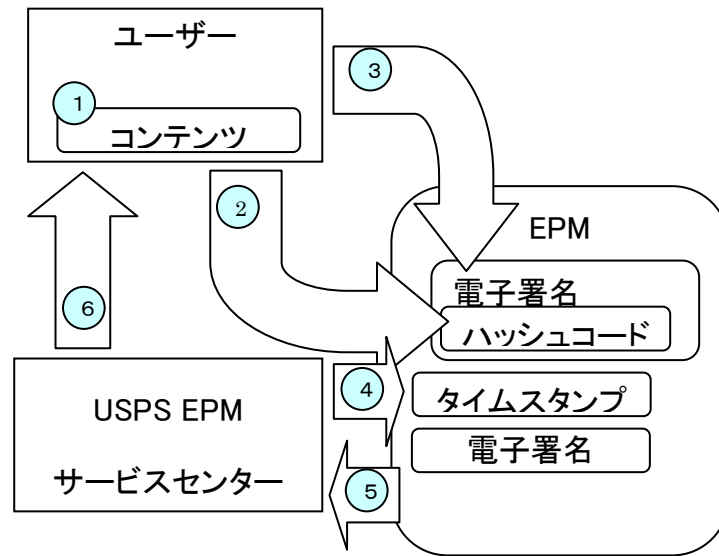 ユーザー
1
コンテンツ
2
3
EPM
電子署名
ハッシュコード
タイムスタンプ
電子署名
4
5
6
USPS EPM
サービスセンター